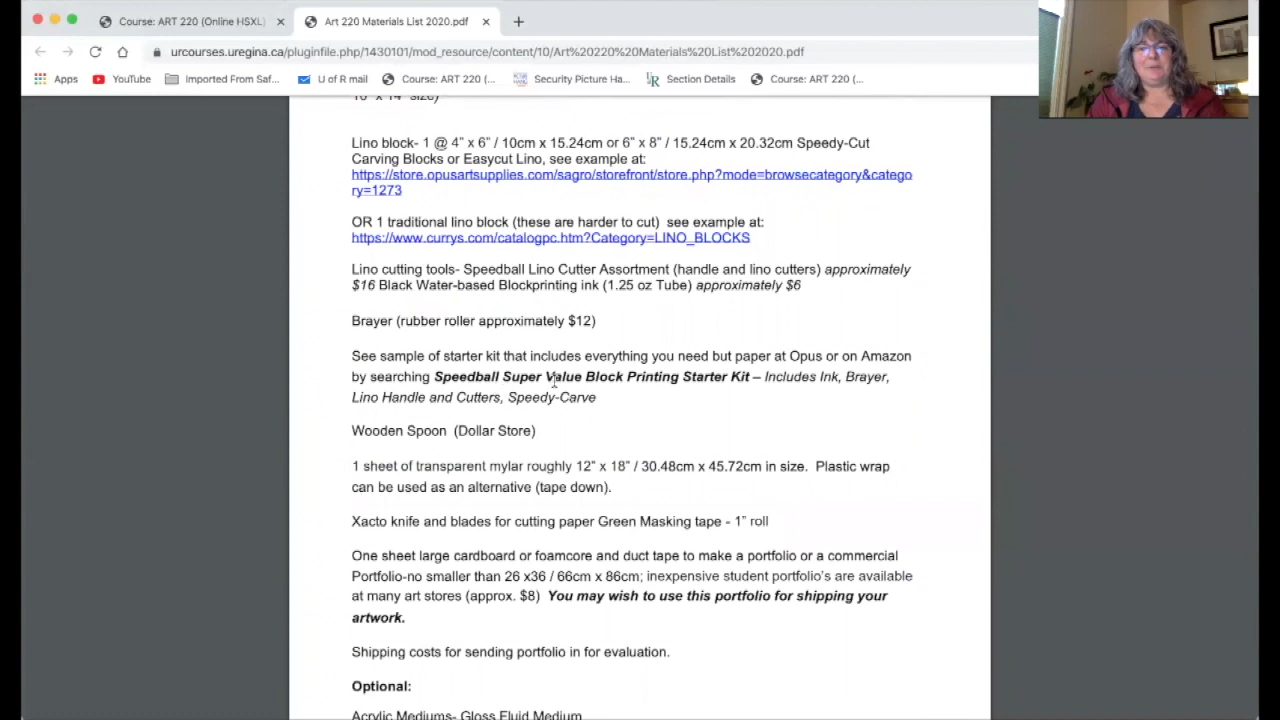 Course: ART 220 (Online HSXL)
Art 220 Materials List 2020.pdf
urcourses.uregina.ca/pluginfile.php/1430101/mod_resource/content/10/Art%20220%20Materials%20List%202020.pdf
Apps YouTube Imported From Saf... U of R mail Course: ART 220 (... Security Picture Ha... Section Details Course: ART 220 (...
Lino block- 1 @ 4” x 6” / 10cm x 15.24cm or 6” x 8” / 15.24cm x 20.32cm Speedy-Cut
Carving Blocks or Easycut Lino, see example at:
https://store.opusartsupplies.com/sagro/storefront/store.php?mode=browsecategory&catego
ry=1273
OR 1 traditional lino block (these are harder to cut) see example at:
https://www.currys.com/catalogpc.htm?Category=LINO_BLOCKS
Lino cutting tools- Speedball Lino Cutter Assortment (handle and lino cutters) approximately
$16 Black Water-based Blockprinting ink (1.25 oz Tube) approximately $6
Brayer (rubber roller approximately $12)
See sample of starter kit that includes everything you need but paper at Opus or on Amazon
by searching Speedball Super Value Block Printing Starter Kit – Includes Ink, Brayer,
Lino Handle and Cutters, Speedy-Carve
Wooden Spoon (Dollar Store)
1 sheet of transparent mylar roughly 12” x 18” / 30.48cm x 45.72cm in size. Plastic wrap
can be used as an alternative (tape down).
Xacto knife and blades for cutting paper Green Masking tape - 1” roll
One sheet large cardboard or foamcore and duct tape to make a portfolio or a commercial
Portfolio-no smaller than 26 x36 / 66cm x 86cm; inexpensive student portfolio’s are available
at many art stores (approx. $8) You may wish to use this portfolio for shipping your
artwork.
Shipping costs for sending portfolio in for evaluation.
Optional:
Acrylic Mediums- Gloss Fluid Medium